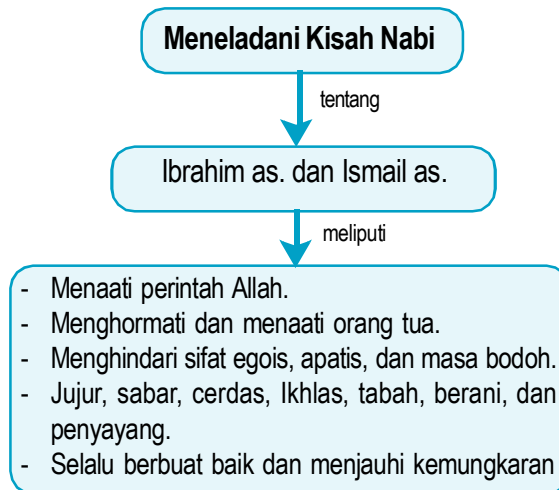 Meneladani Kisah Nabi
tentang
Ibrahim as. dan Ismail as.
meliputi
- Menaati perintah Allah.
- Menghormati dan menaati orang tua.
- Menghindari sifat egois, apatis, dan masa bodoh.
- Jujur, sabar, cerdas, Ikhlas, tabah, berani, dan
penyayang.
- Selalu berbuat baik dan menjauhi kemungkaran